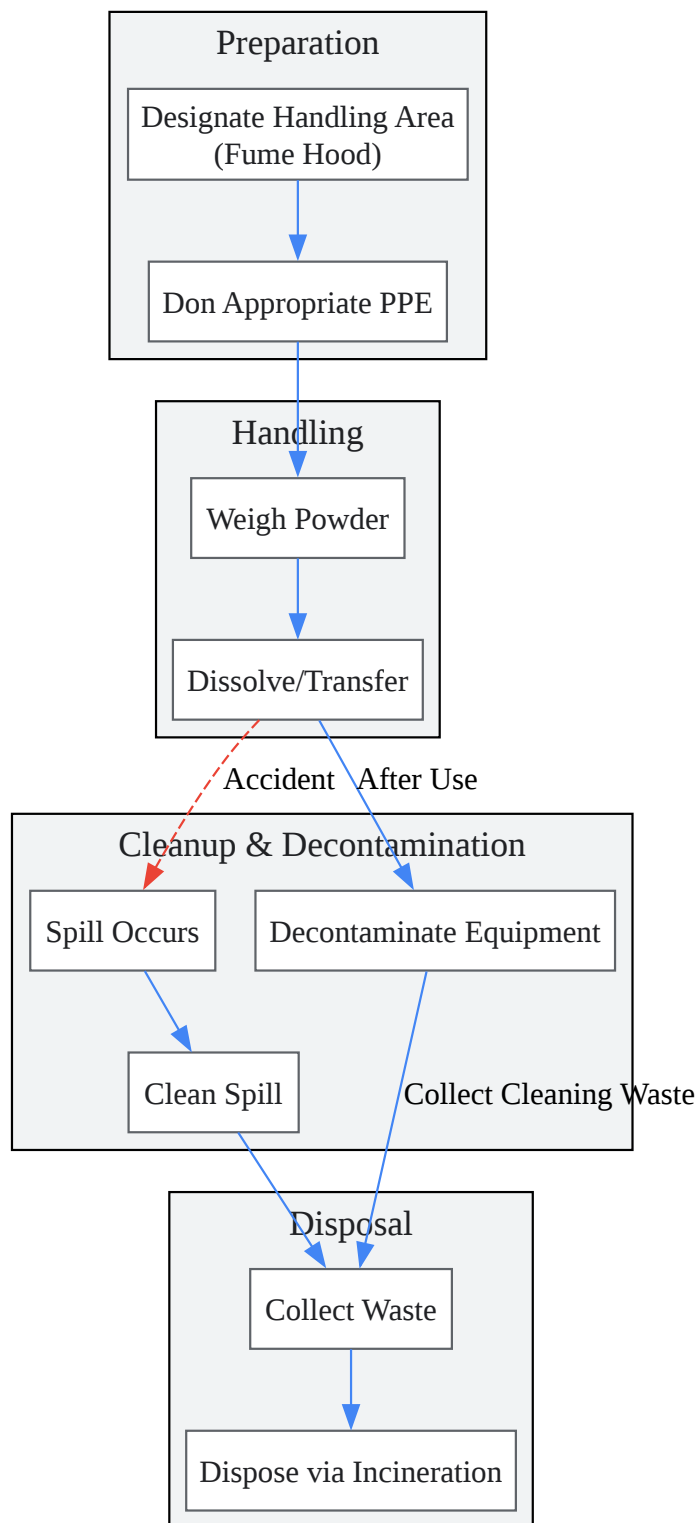 Preparation
Designate Handling Area
(Fume Hood)
Don Appropriate PPE
Handling
Weigh Powder
Dissolve/Transfer
Accident
After Use
Cleanup & Decontamination
Spill Occurs
Decontaminate Equipment
Clean Spill
Collect Cleaning Waste
Disposal
Collect Waste
Dispose via Incineration